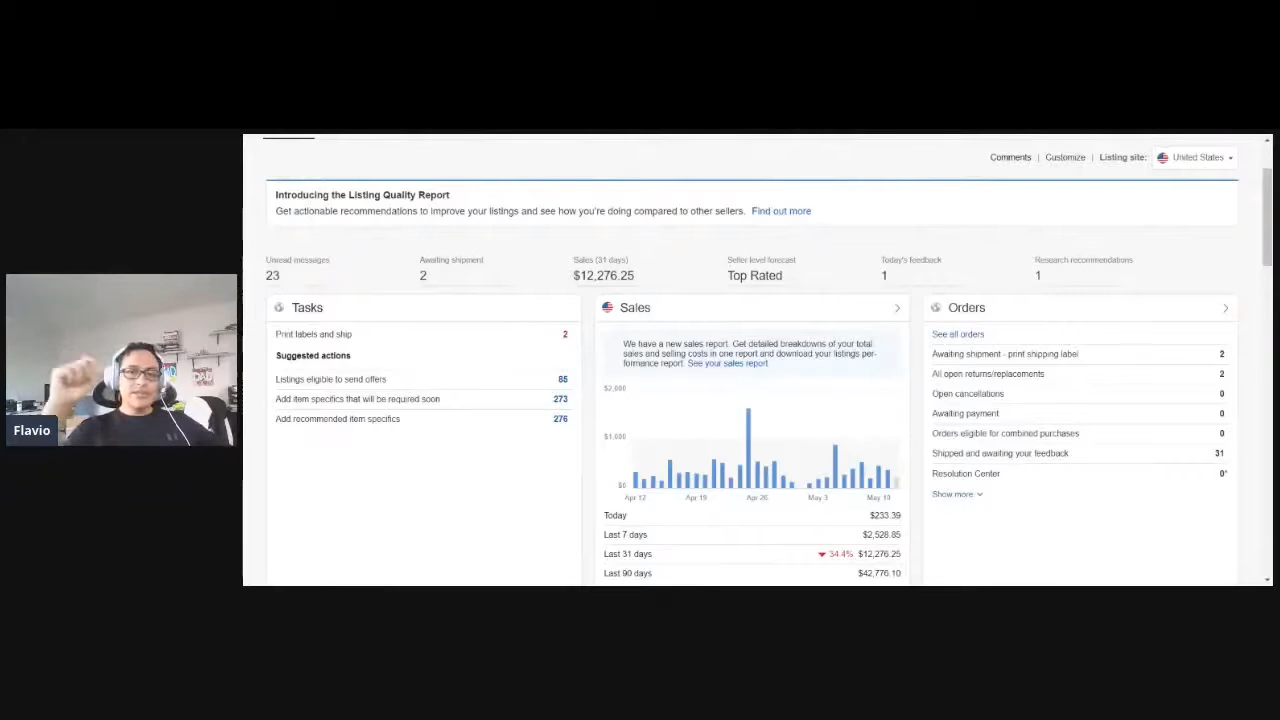 Comments | Customize | Listing site: United States
Introducing the Listing Quality Report
Get actionable recommendations to improve your listings and see how you're doing compared to other sellers. Find out more
Unread messages
23
Awaiting shipment
2
Sales (31 days)
$12,276.25
Seller level forecast
Top Rated
Today's feedback
1
Research recommendations
1
Tasks
Print labels and ship 2
Suggested actions
Listings eligible to send offers 85
Add item specifics that will be required soon 273
Add recommended item specifics 276
Sales
We have a new sales report. Get detailed breakdowns of your total
sales and selling costs in one report and download your listings per-
formance report. See your sales report
$2,000
$1,000
$0
Apr 12 Apr 19 Apr 26 May 3 May 10
Today $233.39
Last 7 days $2,528.85
Last 31 days 34.4% $12,276.25
Last 90 days $42,776.10
Orders
See all orders
Awaiting shipment - print shipping label 2
All open returns/replacements 2
Open cancellations 0
Awaiting payment 0
Orders eligible for combined purchases 0
Shipped and awaiting your feedback 31
Resolution Center 0*
Show more
DAD
Flavio